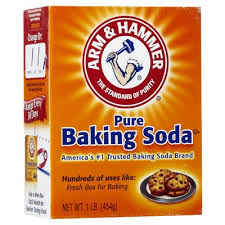 ARM & HAMMER
THE STANDARD OF PURITY
Pure
Baking Soda
America's #1 Trusted Baking Soda Brand
Hundreds of uses like:
Fresh Box for Baking
NET WT. 1 LB. (454g)